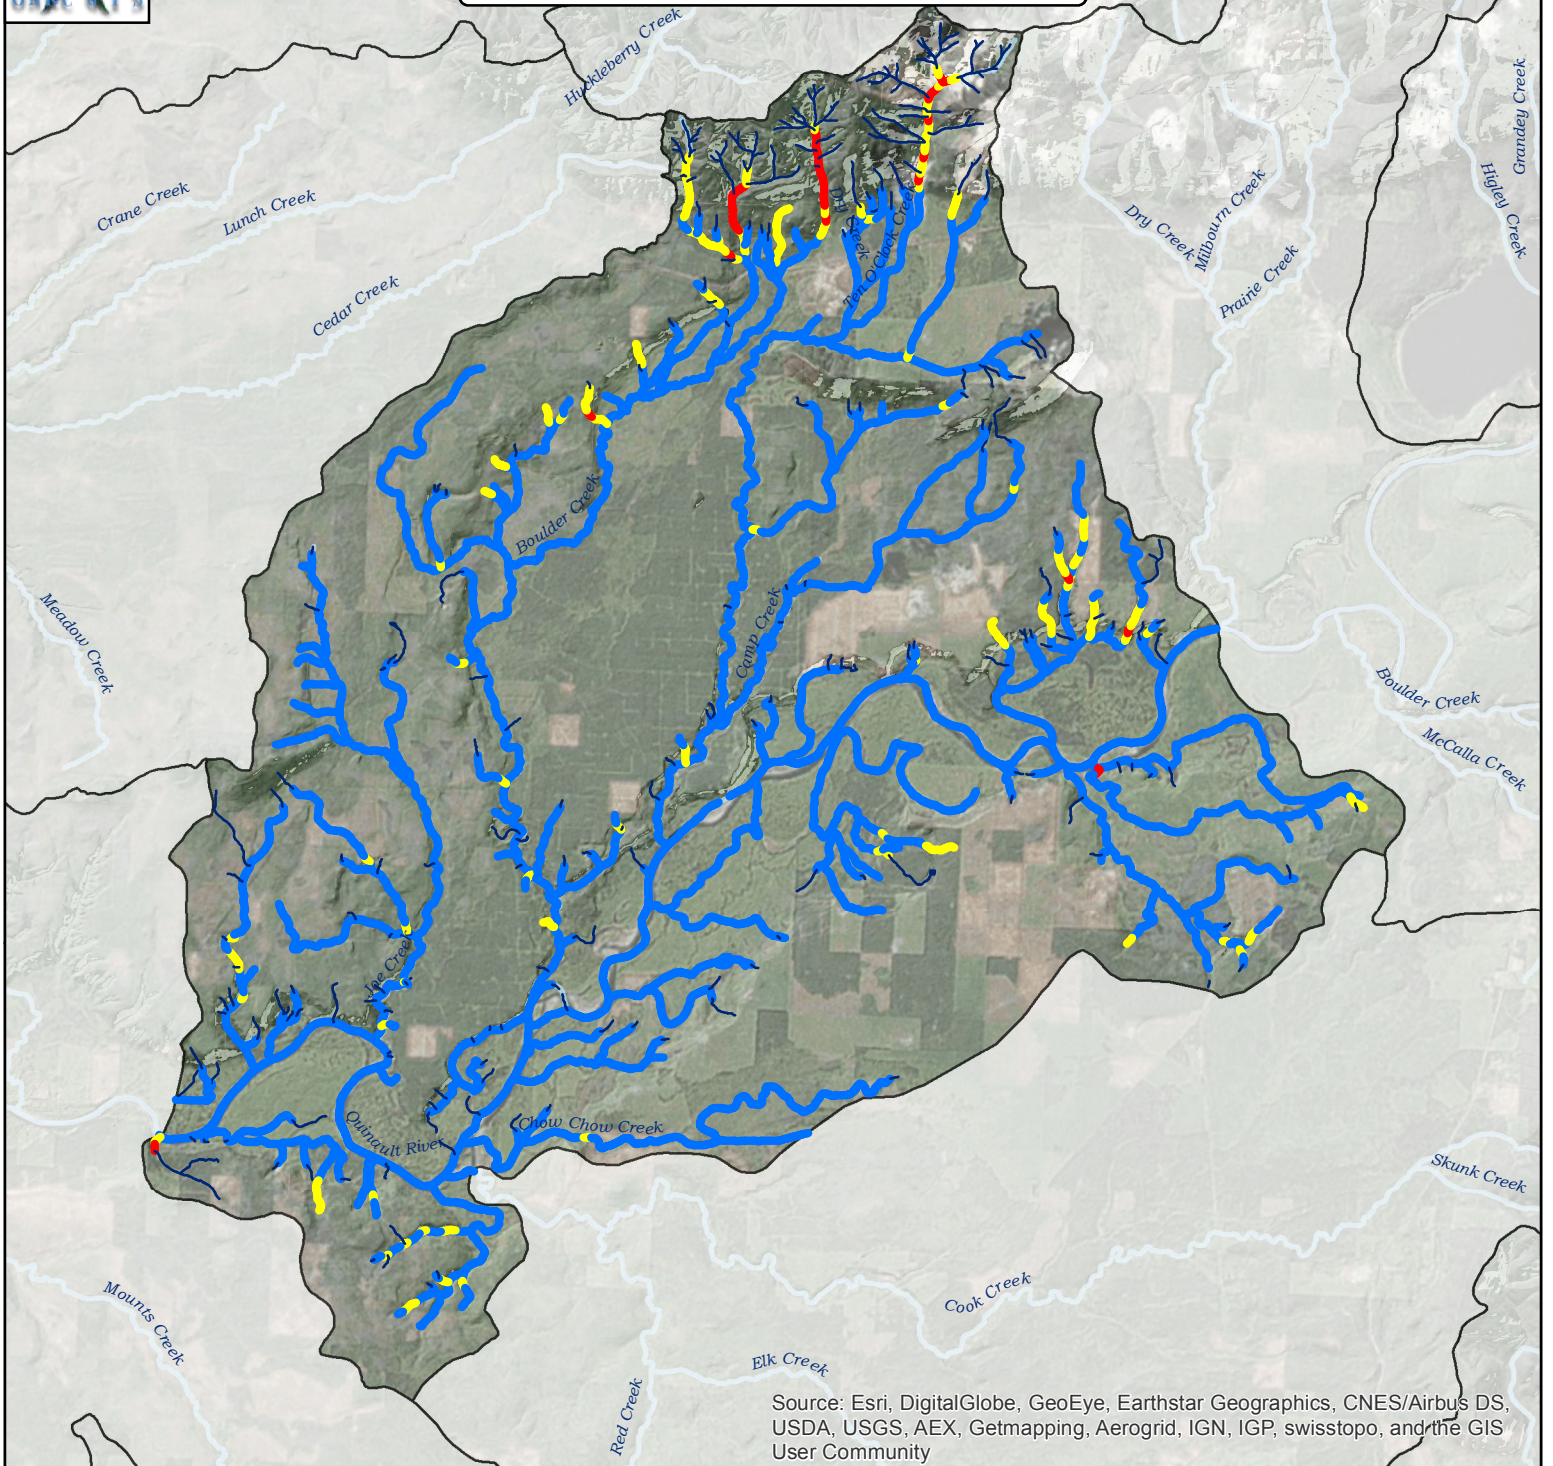 Huckleberry Creek
Crane Creek
Lunch Creek
Cedar Creek
Dry Creek
Ten O'Clock Creek
Dry Creek
Milbourn Creek
Prairie Creek
Higley Creek
Grandey Creek
Boulder Creek
Camp Creek
Meadow Creek
Boulder Creek
McCalla Creek
Joe Creek
Quinault River
Chow Chow Creek
Skunk Creek
Cook Creek
Mounts Creek
Elk Creek
Red Creek
Source: Esri, DigitalGlobe, GeoEye, Earthstar Geographics, CNES/Airbus DS,
USDA, USGS, AEX, Getmapping, Aerogrid, IGN, IGP, swisstopo, and the GIS
User Community